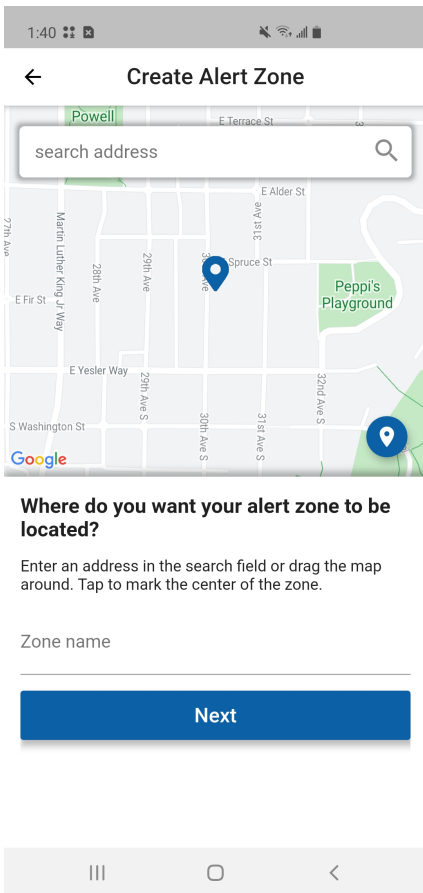 1:40
Create Alert Zone
Powell
E Terrace St
search address
E Alder St
31st Ave
27th Ave
Martin Luther King Jr Way
28th Ave
29th Ave
Spruce St
E Fir St
Peppi's
Playground
E Yesler Way
29th Ave S
32nd Ave S
S Washington St
30th Ave S
31st Ave S
Google
Where do you want your alert zone to be
located?
Enter an address in the search field or drag the map
around. Tap to mark the center of the zone.
Zone name
Next